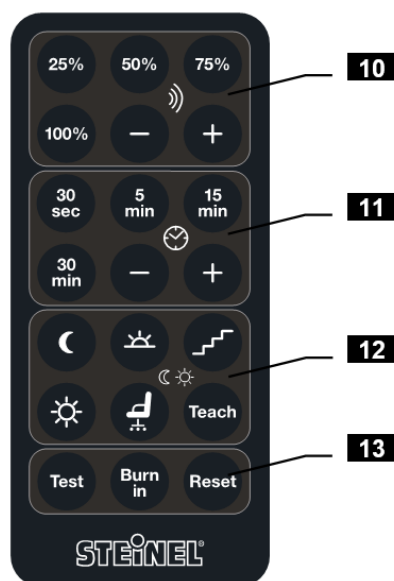 25% 50% 75%
10
100% − +
30 sec
5 min
15 min
11
30 min
− +
12
Teach
13
Test
Burn in
Reset
STEINEL®